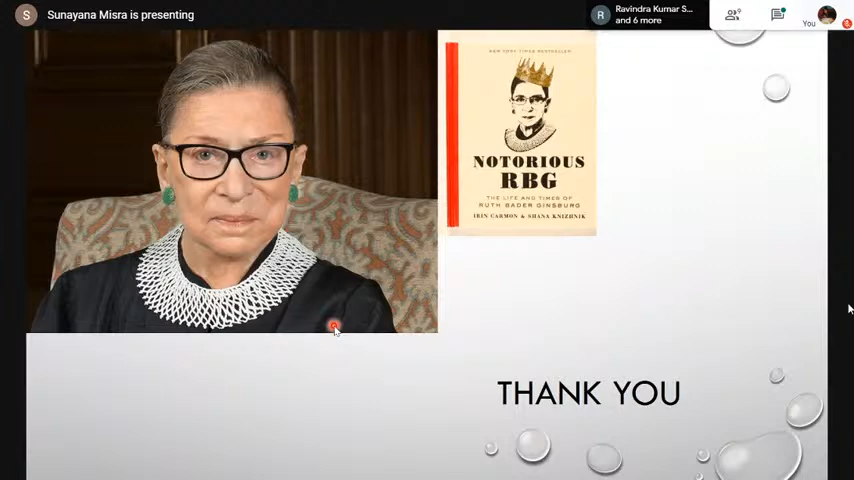 S
Sunayana Misra is presenting
R
Ravindra Kumar S...
and 6 more
9
You
NEW YORK TIMES BESTSELLER
NOTORIOUS
RBG
THE LIFE AND TIMES OF
RUTH BADER GINSBURG
IRIN CARMON & SHANA KNIZHNIK
THANK YOU